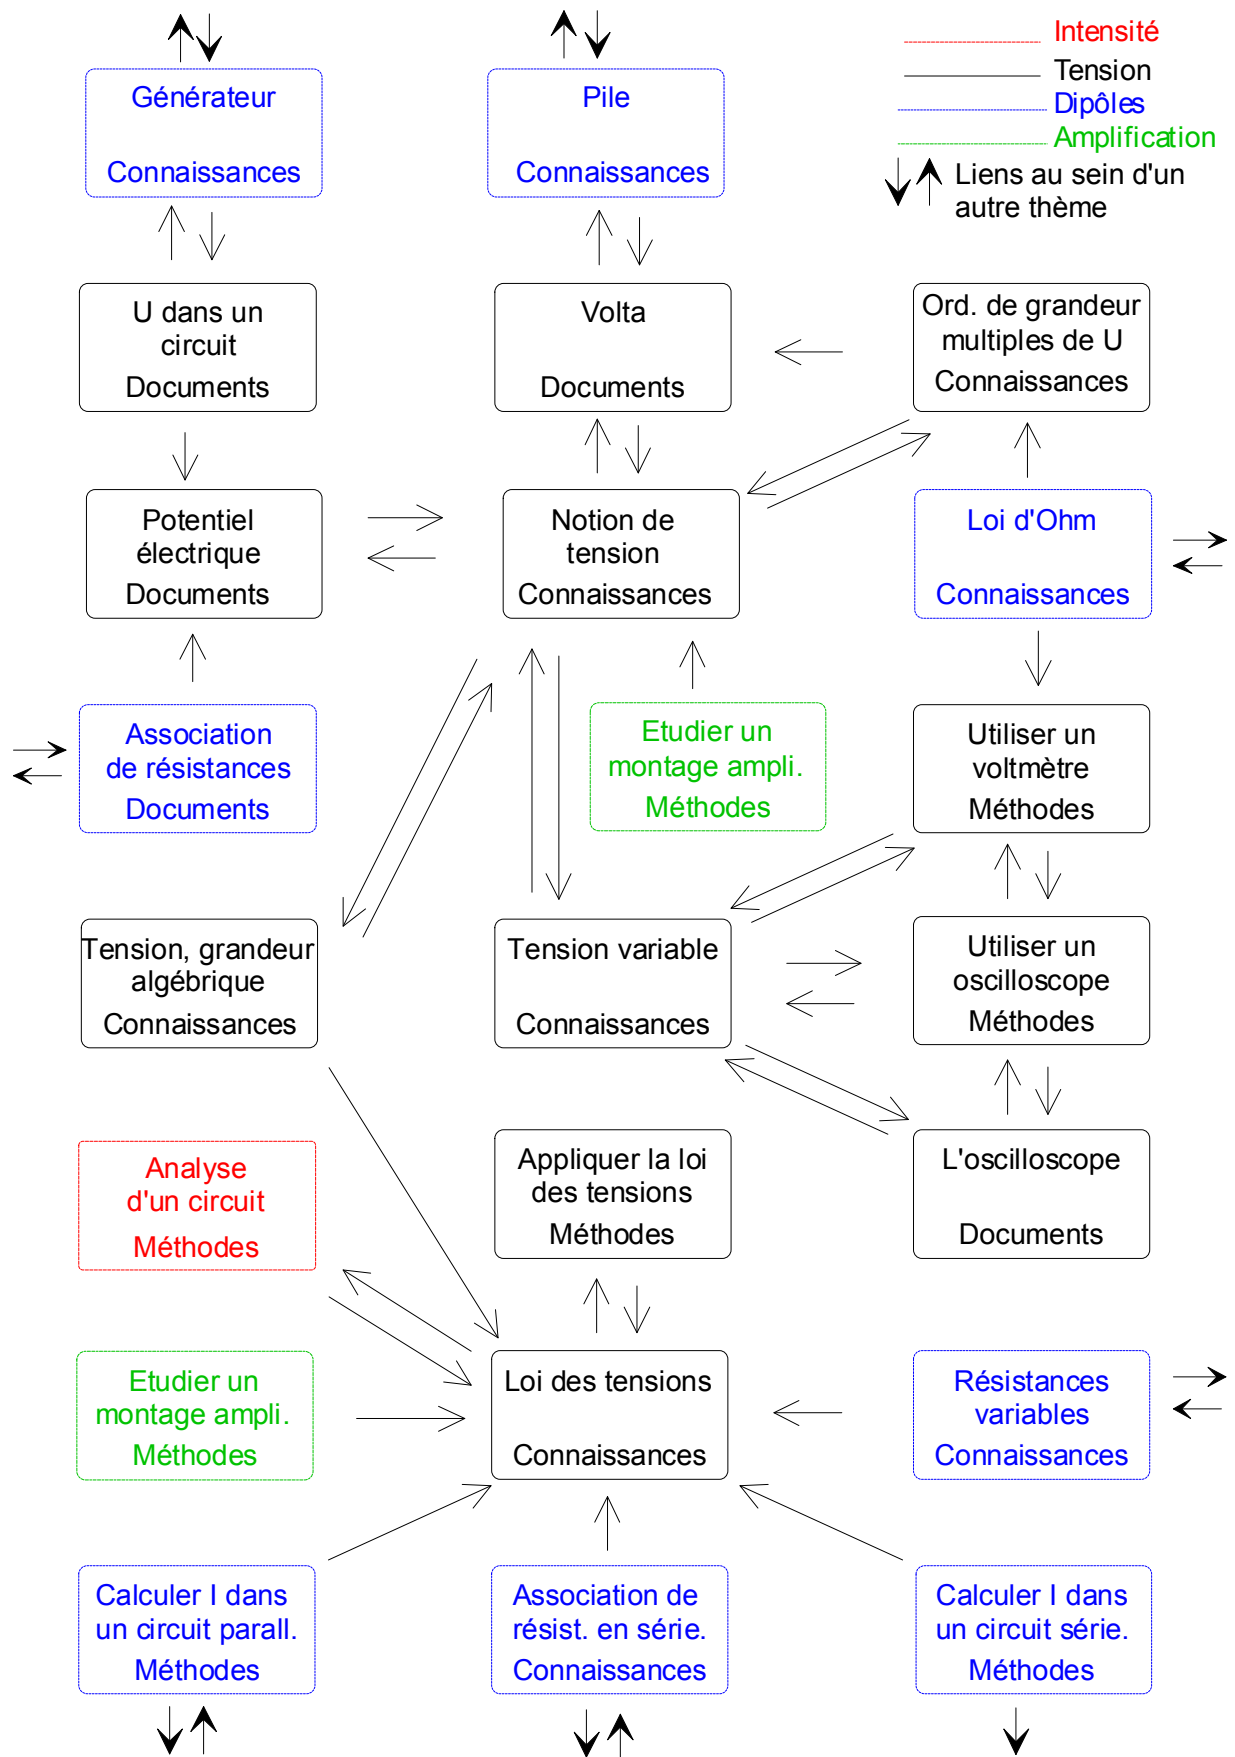 Générateur
Connaissances
Pile
Connaissances
Intensité
Tension
Dipôles
Amplification
Liens au sein d'un
autre thème
U dans un
circuit
Documents
Volta
Documents
Ord. de grandeur
multiples de U
Connaissances
Potentiel
électrique
Documents
Notion de
tension
Connaissances
Loi d'Ohm
Connaissances
Association
de résistances
Documents
Etudier un
montage ampli.
Méthodes
Utiliser un
voltmètre
Méthodes
Tension, grandeur
algébrique
Connaissances
Tension variable
Connaissances
Utiliser un
oscilloscope
Méthodes
Analyse
d'un circuit
Méthodes
Appliquer la loi
des tensions
Méthodes
L'oscilloscope
Documents
Etudier un
montage ampli.
Méthodes
Loi des tensions
Connaissances
Résistances
variables
Connaissances
Calculer I dans
un circuit parall.
Méthodes
Association de
résist. en série.
Connaissances
Calculer I dans
un circuit série.
Méthodes